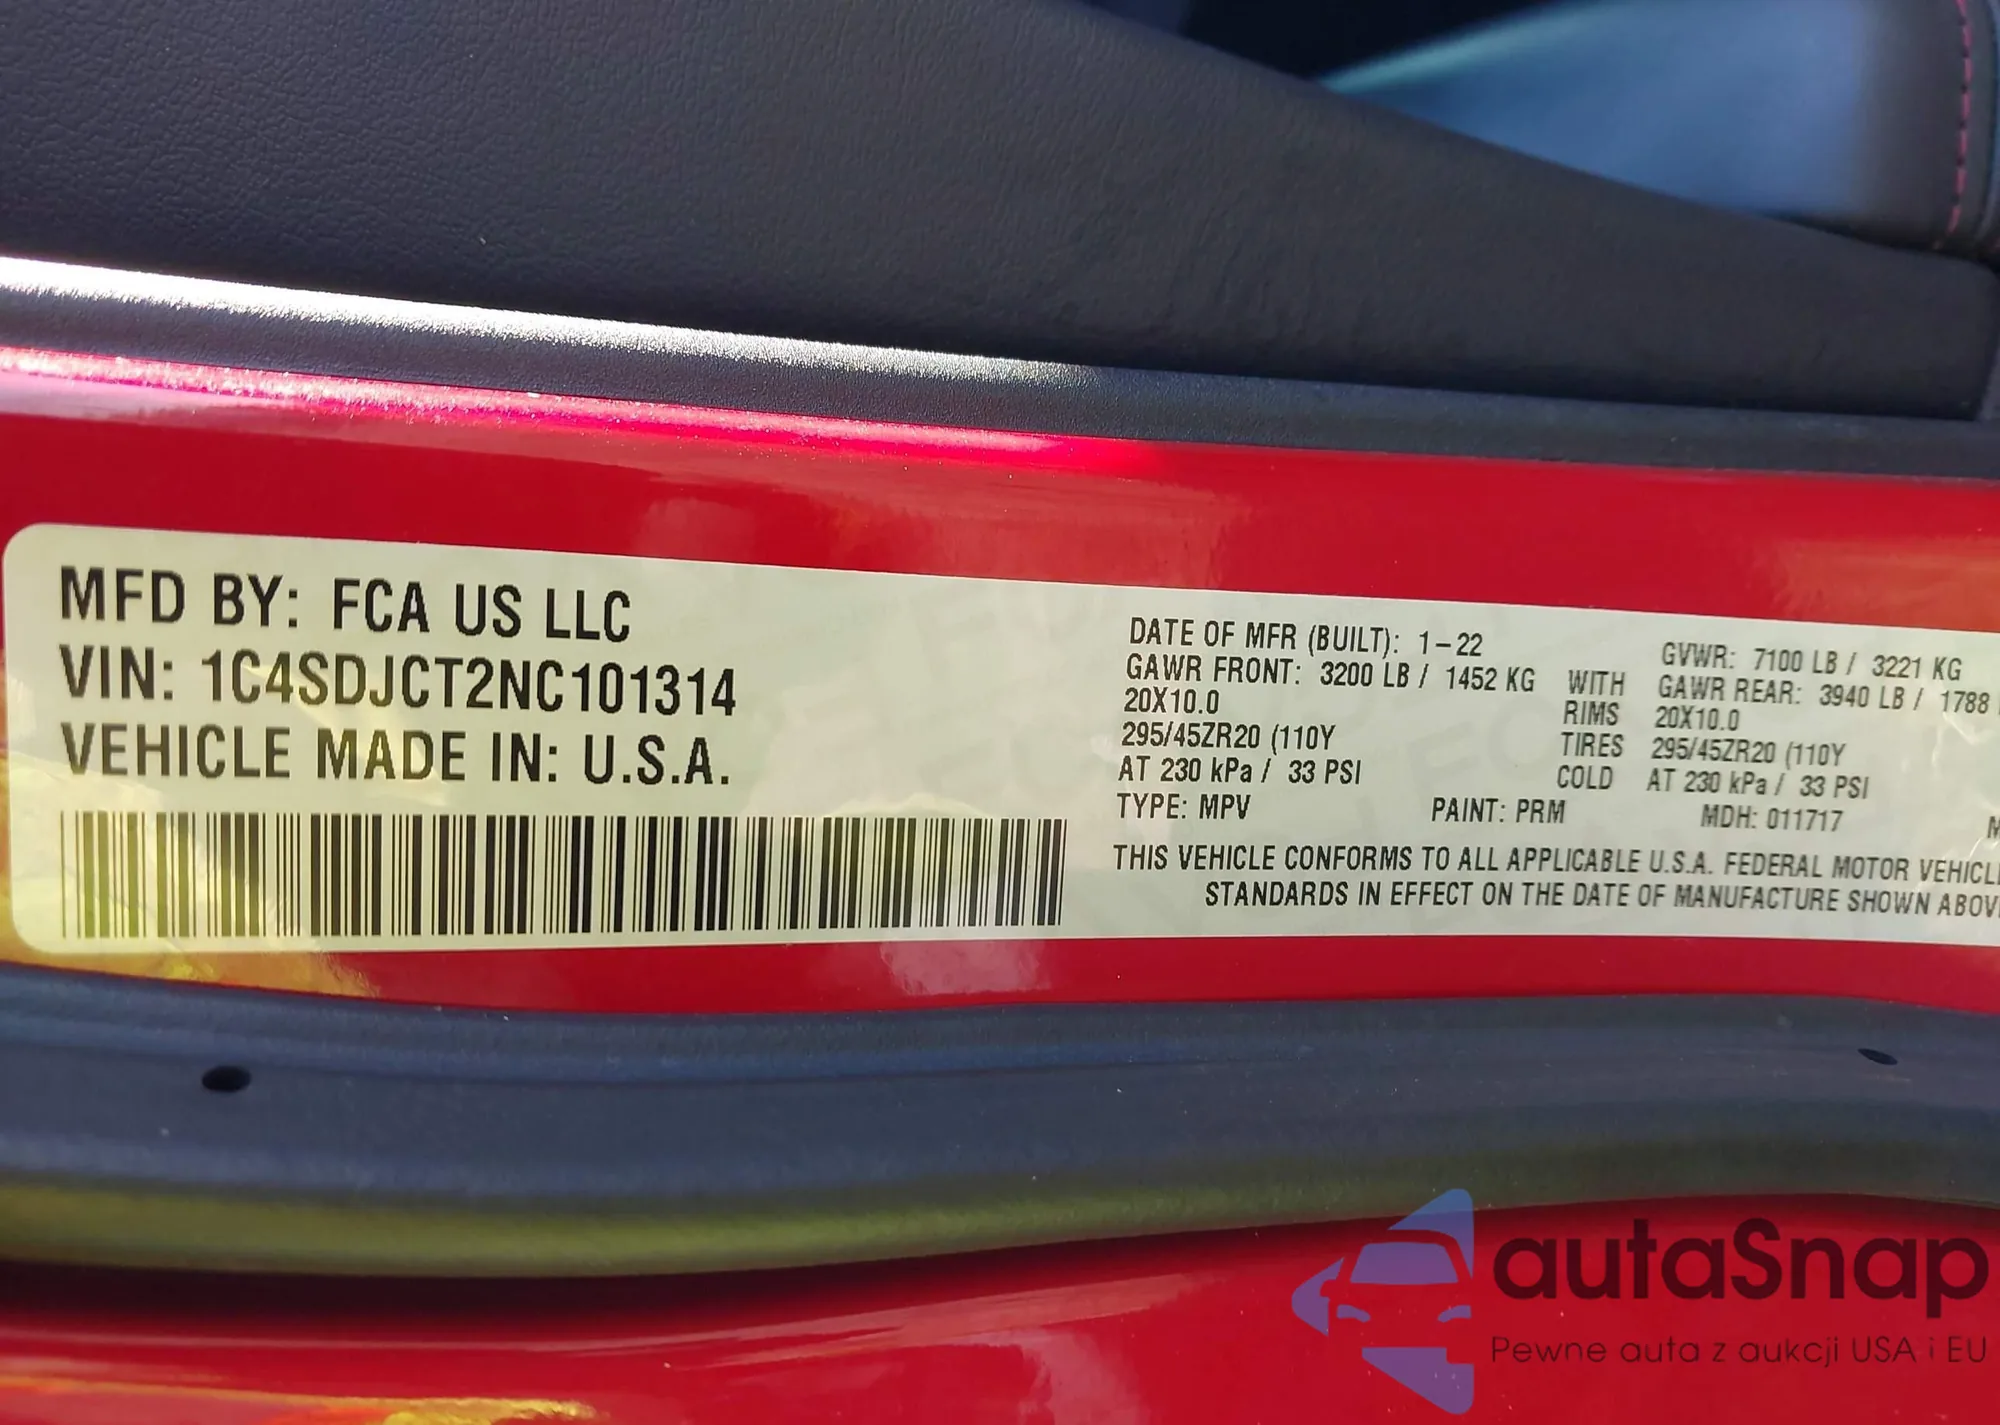 MFD BY: FCA US LLC
VIN: 1C4SDJCT2NC101314
VEHICLE MADE IN: U.S.A.
DATE OF MFR (BUILT): 1-22 GVWR: 7100 LB / 3221 KG
GAWR FRONT: 3200 LB / 1452 KG WITH GAWR REAR: 3940 LB / 1788
20X10.0 RIMS 20X10.0
295/45ZR20 (110Y TIRES 295/45ZR20 (110Y
AT 230 kPa / 33 PSI COLD AT 230 kPa / 33 PSI
TYPE: MPV PAINT: PRM MDH: 011717
THIS VEHICLE CONFORMS TO ALL APPLICABLE U.S.A. FEDERAL MOTOR VEHICL
STANDARDS IN EFFECT ON THE DATE OF MANUFACTURE SHOWN ABOV
autaSnap
Pewne auta z aukcji USA i EU